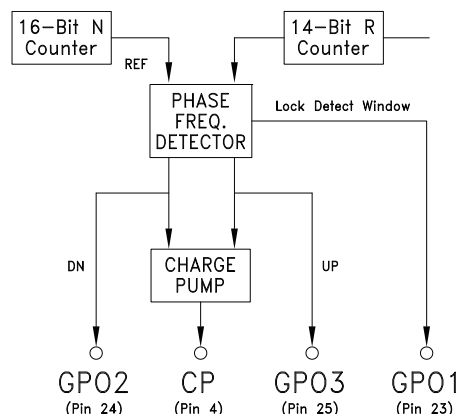 16-Bit N
Counter
14-Bit R
Counter
REF
PHASE
FREQ.
DETECTOR
Lock Detect Window
DN
CHARGE
PUMP
UP
GPO2
(Pin 24)
CP
(Pin 4)
GPO3
(Pin 25)
GPO1
(Pin 23)